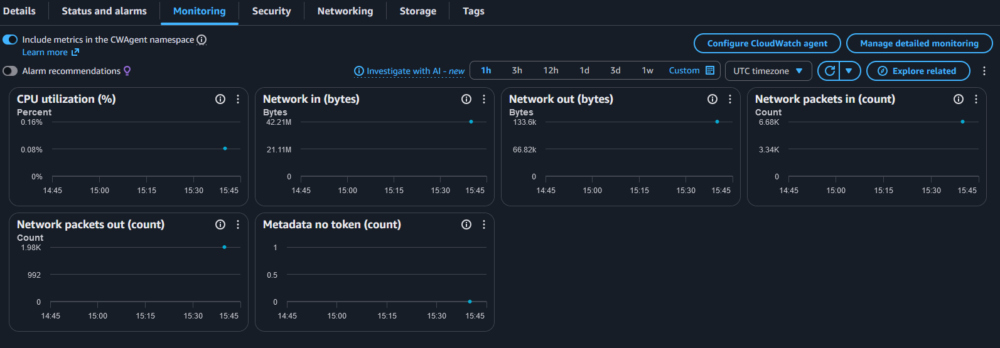 Details
Status and alarms
Monitoring
Security
Networking
Storage
Tags
Include metrics in the CWAgent namespace
Learn more
Configure CloudWatch agent
Manage detailed monitoring
Alarm recommendations
Investigate with AI - new
1h
3h
12h
1d
3d
1w
Custom
UTC timezone
Explore related
CPU utilization (%)
Percent
0.16%
0.08%
0%
14:45
15:00
15:15
15:30
15:45
Network in (bytes)
Bytes
42.21M
21.11M
0
14:45
15:00
15:15
15:30
15:45
Network out (bytes)
Bytes
133.6k
66.82k
0
14:45
15:00
15:15
15:30
15:45
Network packets in (count)
Count
6.68K
3.34K
0
14:45
15:00
15:15
15:30
15:45
Network packets out (count)
Count
1.98K
992
0
14:45
15:00
15:15
15:30
15:45
Metadata no token (count)
1
0.5
0
14:45
15:00
15:15
15:30
15:45